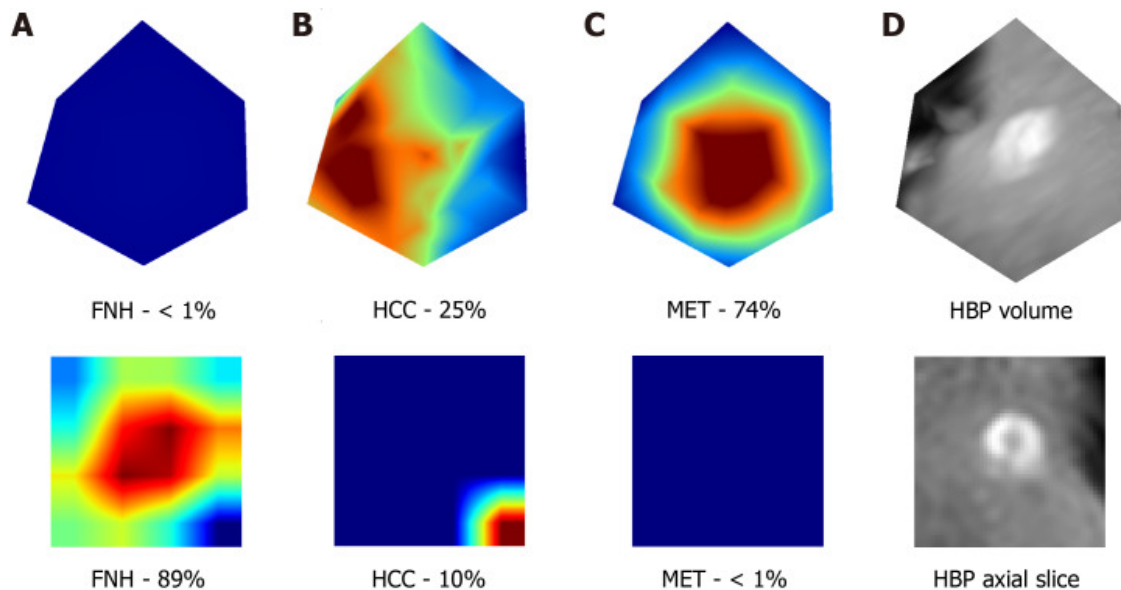 A B C D
FNH - < 1% HCC - 25% MET - 74% HBP volume
FNH - 89% HCC - 10% MET - < 1% HBP axial slice